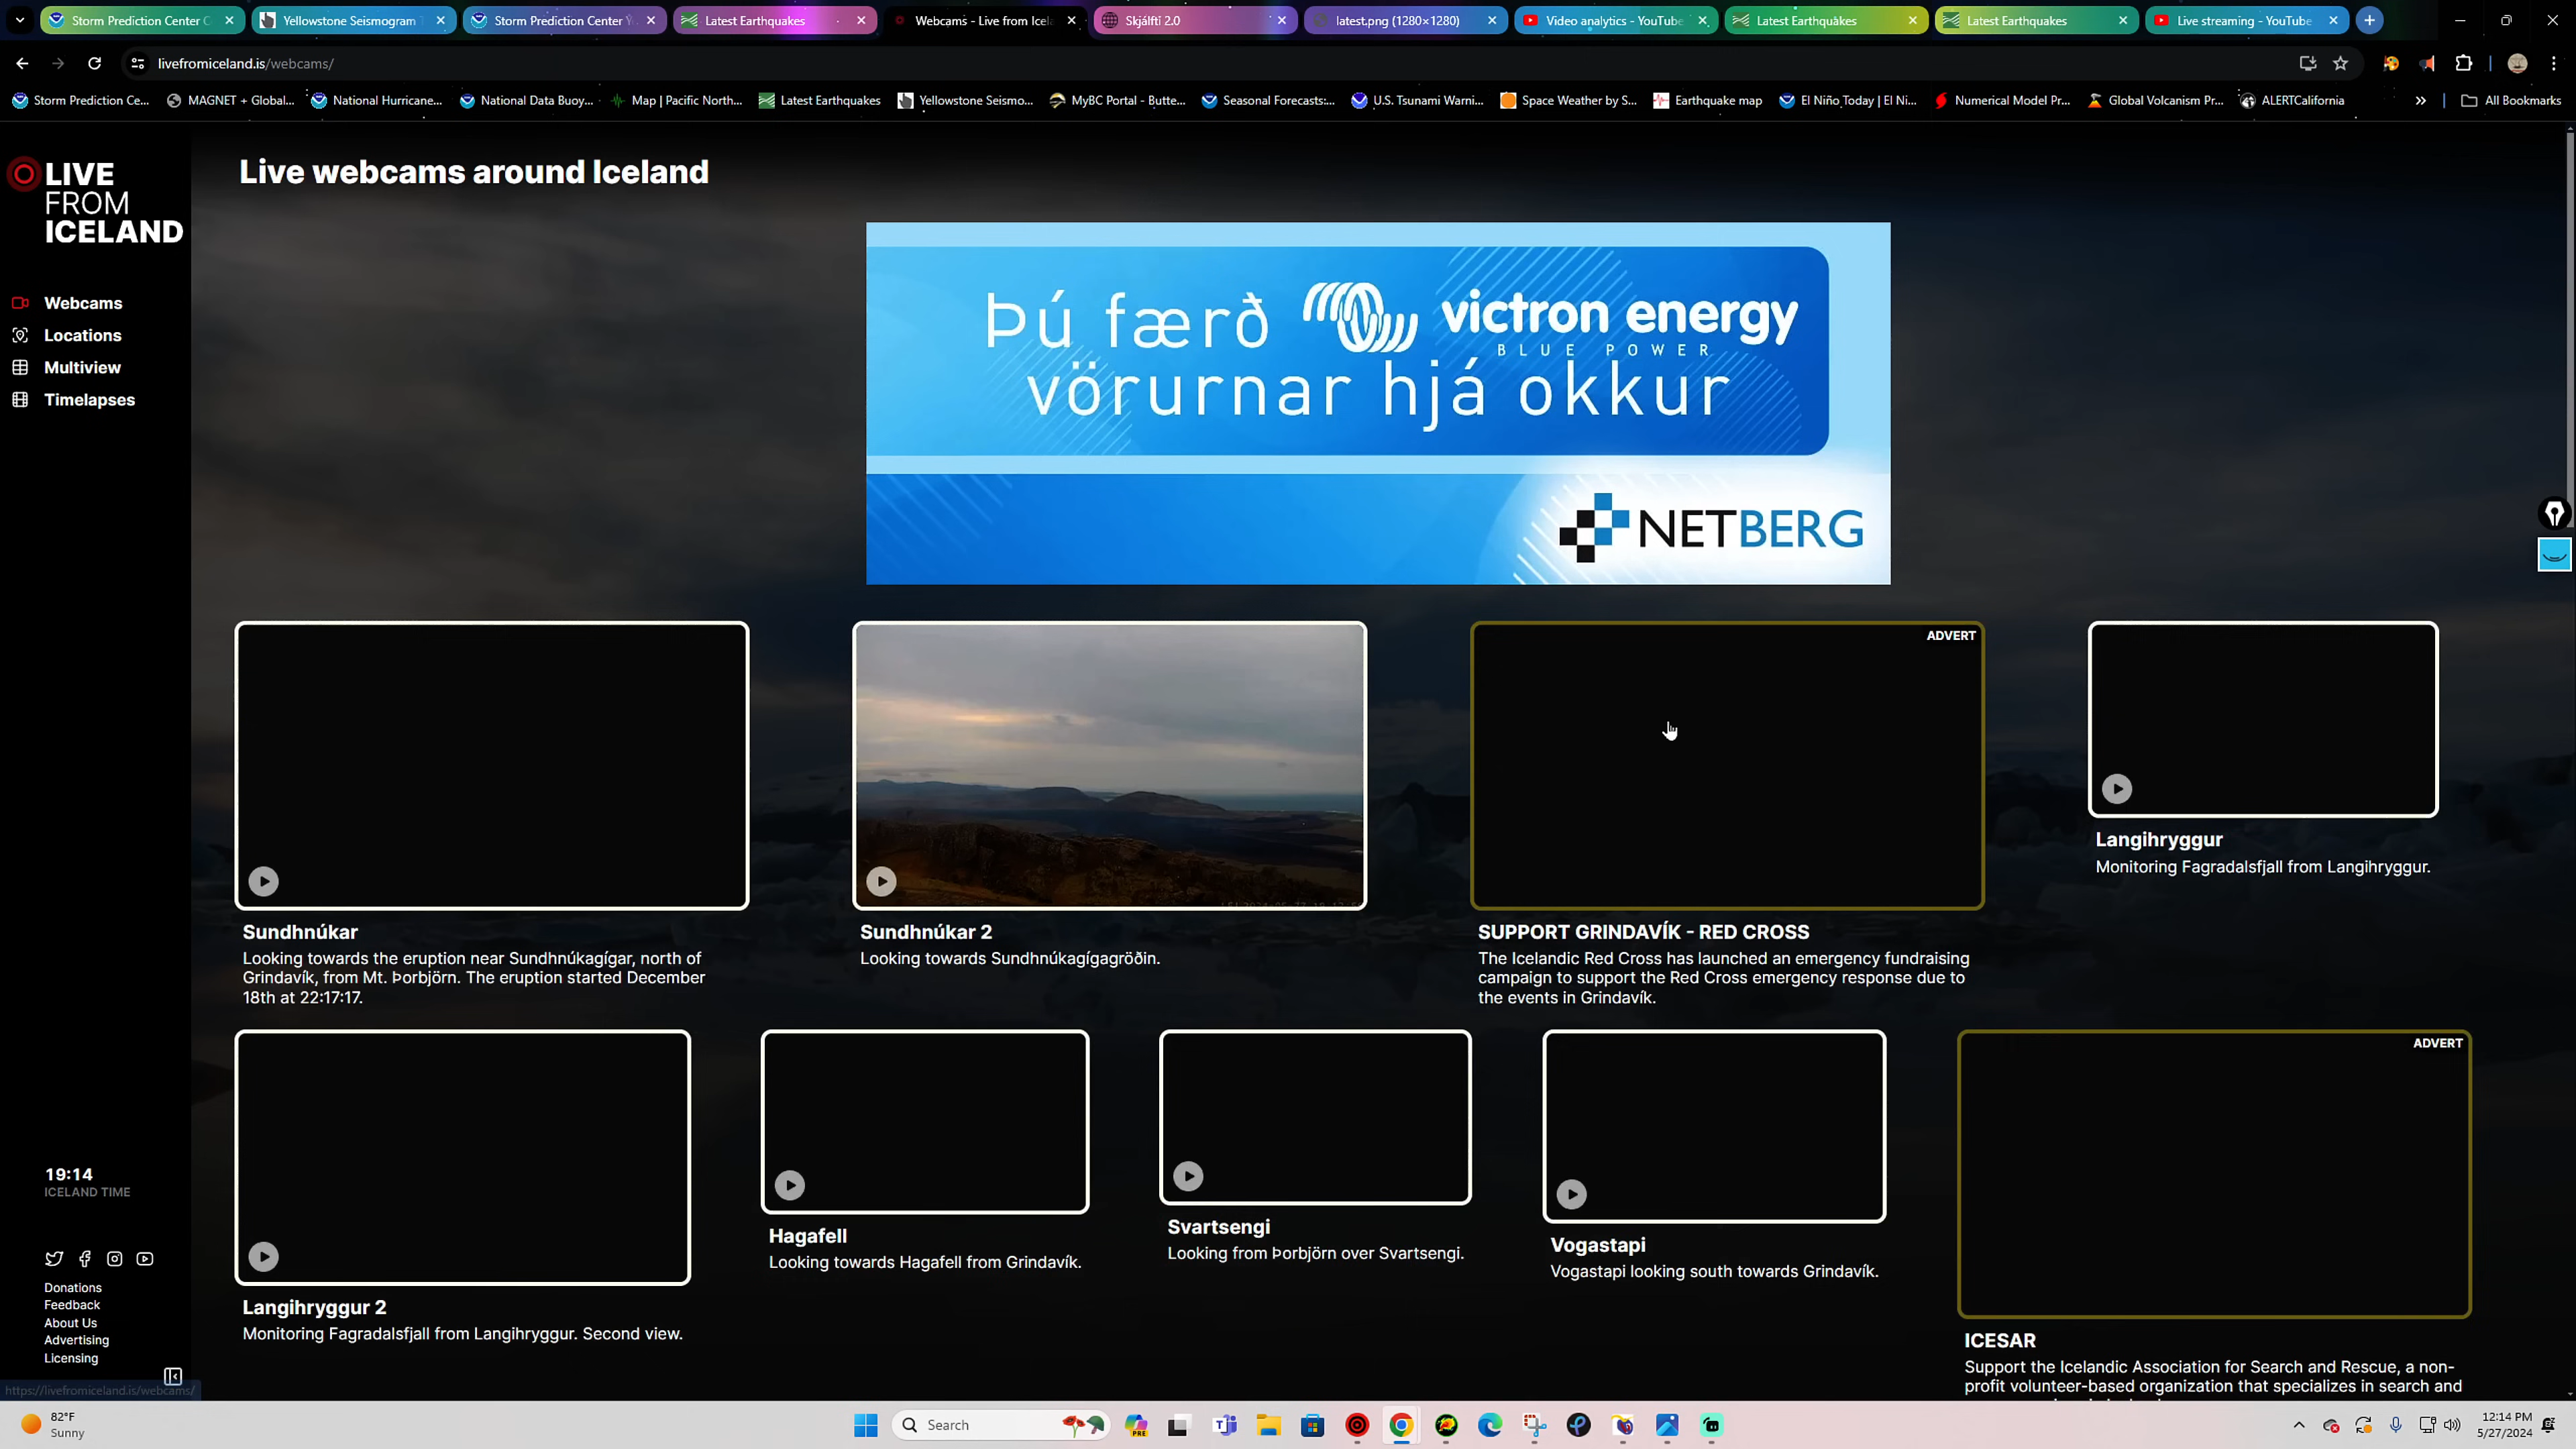 Storm Prediction Center C
Yellowstone Seismogram
Storm Prediction Center
Latest Earthquakes
Webcams - Live from Icela
Skjálfti 2.0
latest.png (1280×1280)
Video analytics - YouTube
Latest Earthquakes
Latest Earthquakes
Live streaming - YouTube
livefromiceland.is/webcams/
Storm Prediction Ce...
MAGNET + Global...
National Hurricane...
National Data Buoy...
Map | Pacific North...
Latest Earthquakes
Yellowstone Seismo...
MyBC Portal - Butte...
Seasonal Forecasts:...
U.S. Tsunami Warni...
Space Weather by S...
Earthquake map
El Niño Today | El Ni...
Numerical Model Pr...
Global Volcanism Pr...
ALERTCalifornia
All Bookmarks
LIVE
FROM
ICELAND
Webcams
Locations
Multiview
Timelapses
Live webcams around Iceland
Þú færð victron energy
BLUE POWER
vörurnar hjá okkur
NETBERG
Sundhnúkar
Looking towards the eruption near Sundhnúkagígar, north of
Grindavík, from Mt. Þorbjörn. The eruption started December
18th at 22:17:17.
Sundhnúkar 2
Looking towards Sundhnúkagígagröðin.
ADVERT
SUPPORT GRINDAVÍK - RED CROSS
The Icelandic Red Cross has launched an emergency fundraising
campaign to support the Red Cross emergency response due to
the events in Grindavík.
Langihryggur
Monitoring Fagradalsfjall from Langihryggur.
Langihryggur 2
Monitoring Fagradalsfjall from Langihryggur. Second view.
Hagafell
Looking towards Hagafell from Grindavík.
Svartsengi
Looking from Þorbjörn over Svartsengi.
Vogastapi
Vogastapi looking south towards Grindavík.
ADVERT
ICESAR
Support the Icelandic Association for Search and Rescue, a non-
profit volunteer-based organization that specializes in search and
19:14
ICELAND TIME
Donations
Feedback
About Us
Advertising
Licensing
https://livefromiceland.is/webcams/
82°F
Sunny
Search
PRE
12:14 PM
5/27/2024